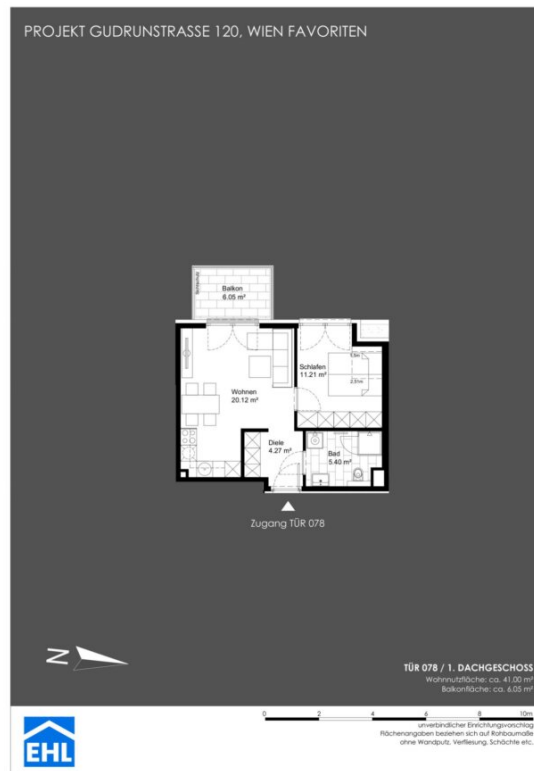 PROJEKT GUDRUNSTRASSE 120, WIEN FAVORITEN
Balkon
6.05 m²
Schlafen
11.21 m²
Wohnen
20.12 m²
Diele
4.27 m²
Bad
5.40 m²
Zugang TÜR 078
N
TÜR 078 / 1. DACHGESCHOSS
Wohnnutzfläche: ca. 41,00 m²
Balkonfläche: ca. 6,05 m²
0 2 4 6 8 10m
unverbindlicher Einrichtungsvorschlag
Flächenangaben beziehen sich auf Rohbaumaße
ohne Wandputz, Verfliesung, Schächte etc.
EHL